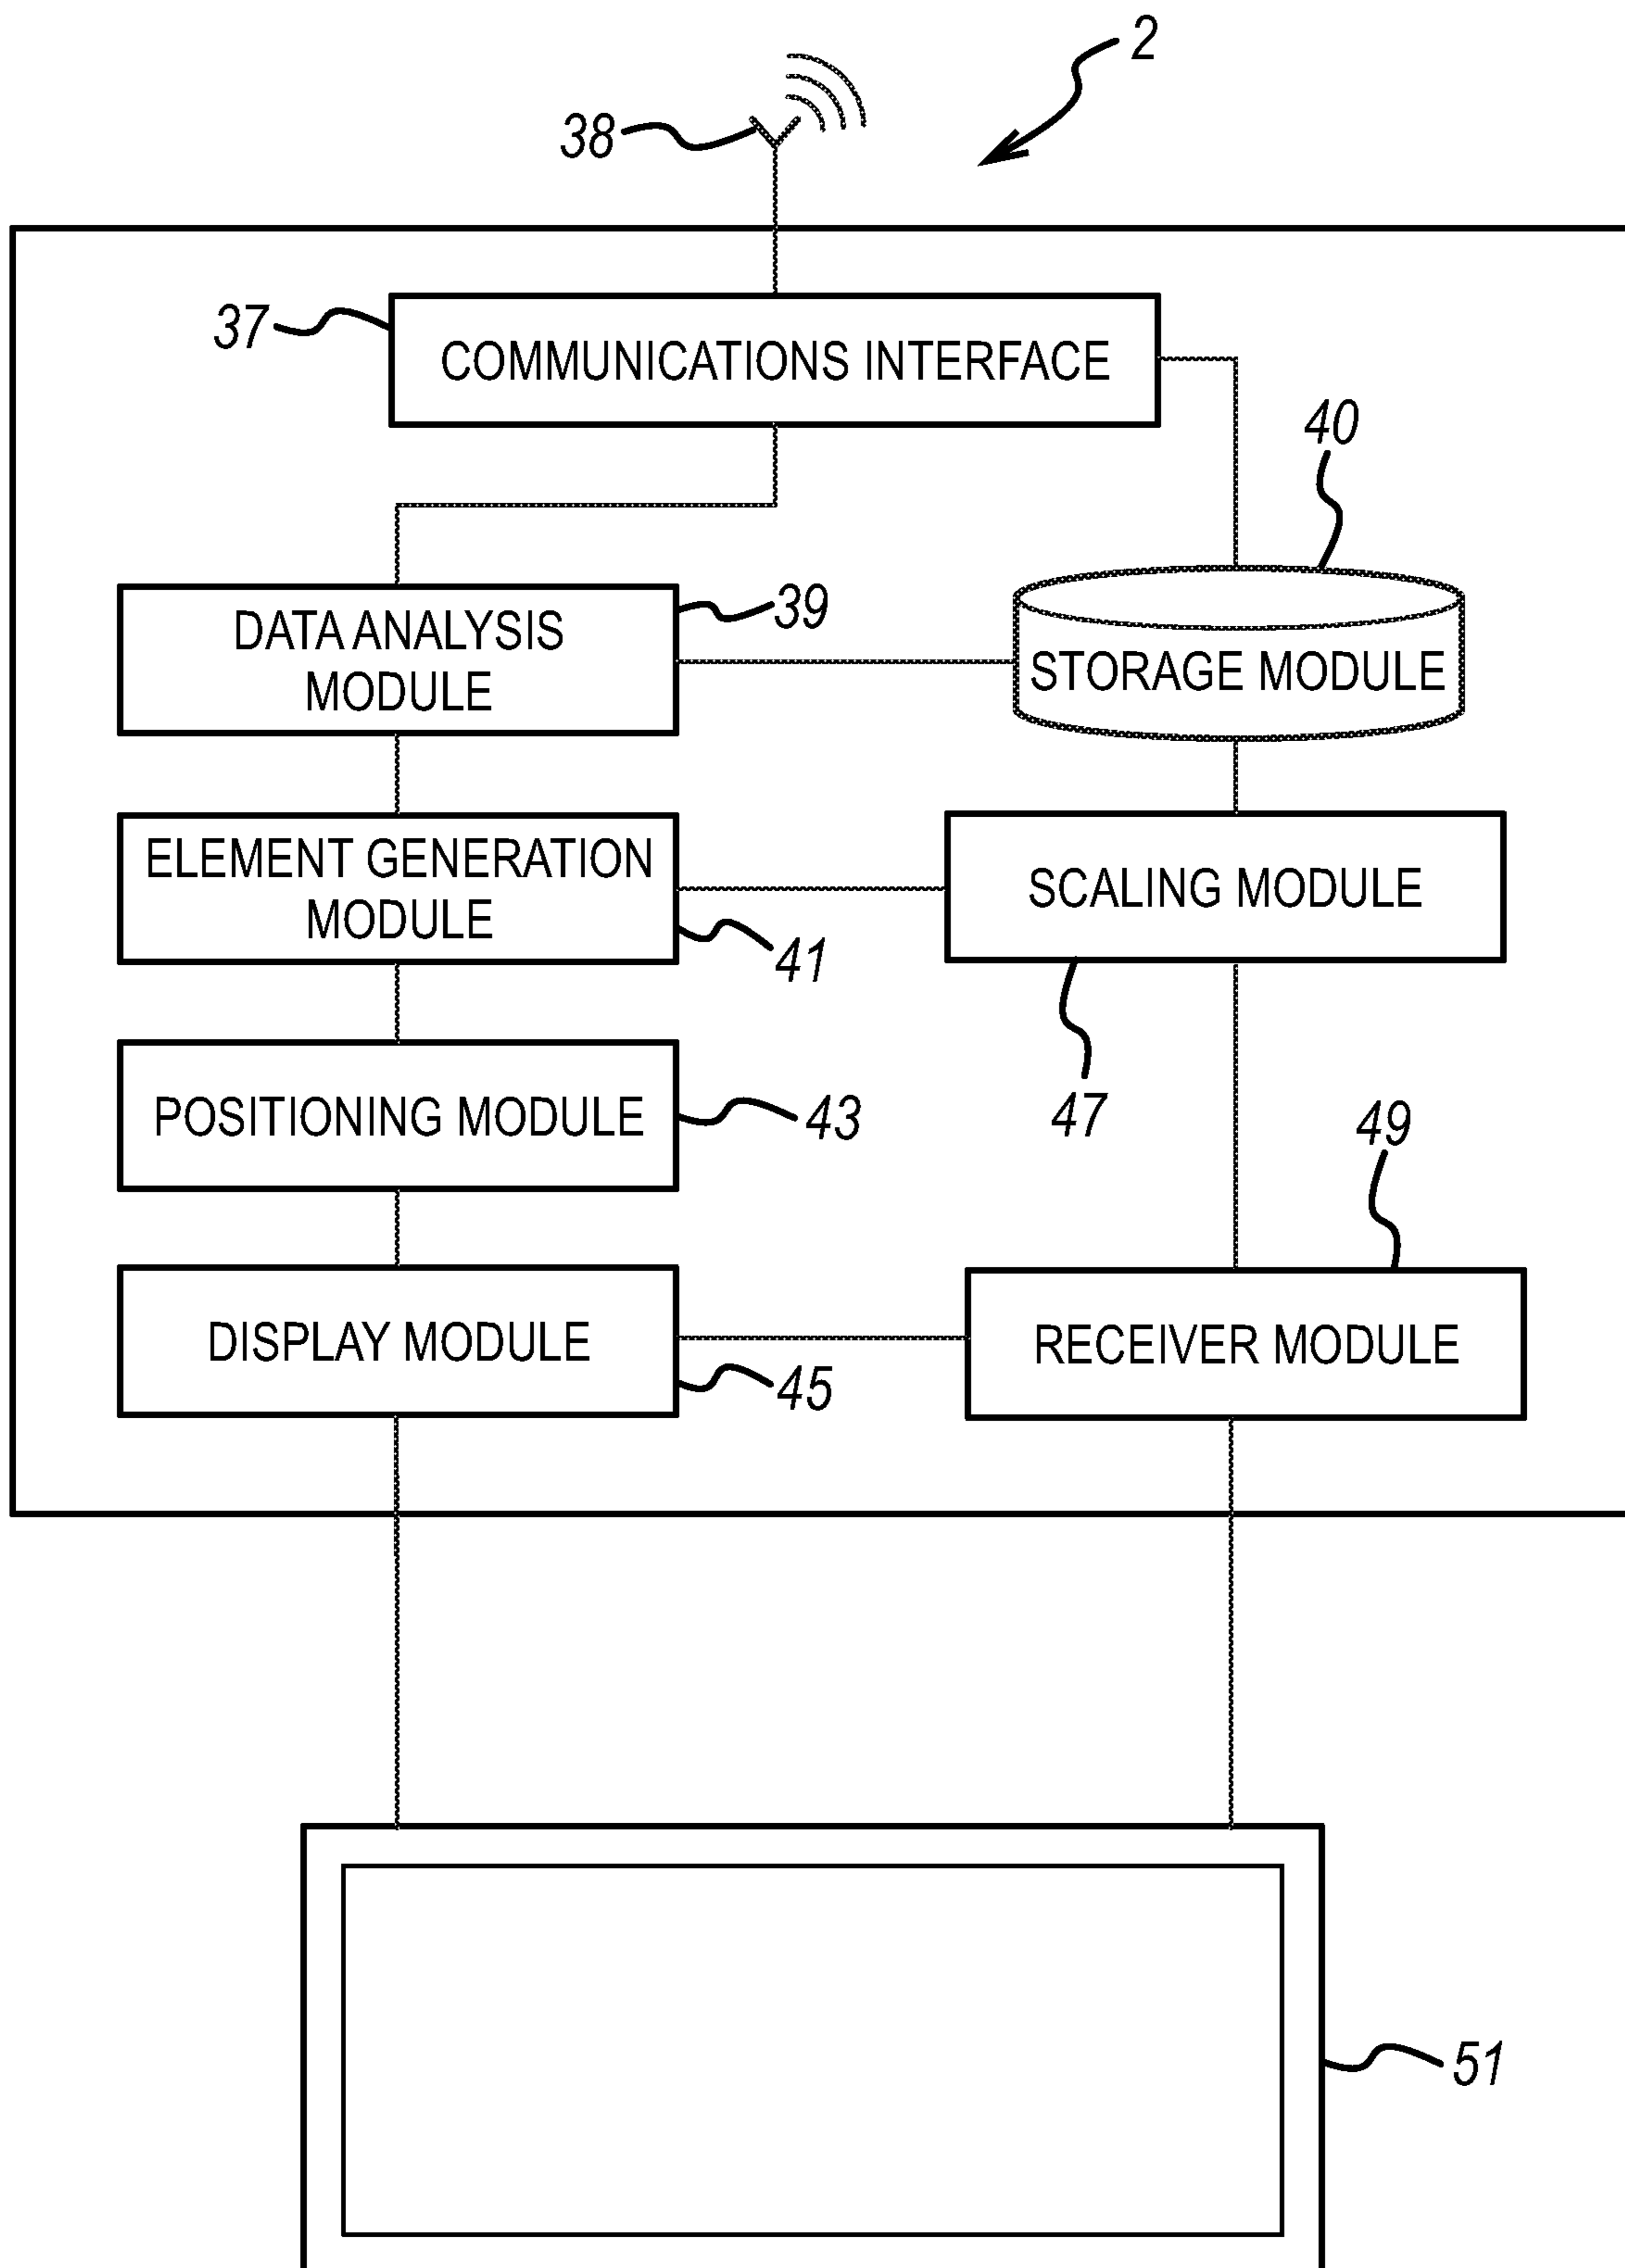 2
38
37
COMMUNICATIONS INTERFACE
40
DATA ANALYSIS
MODULE
39
STORAGE MODULE
ELEMENT GENERATION
MODULE
41
SCALING MODULE
47
POSITIONING MODULE
43
49
DISPLAY MODULE
45
RECEIVER MODULE
51